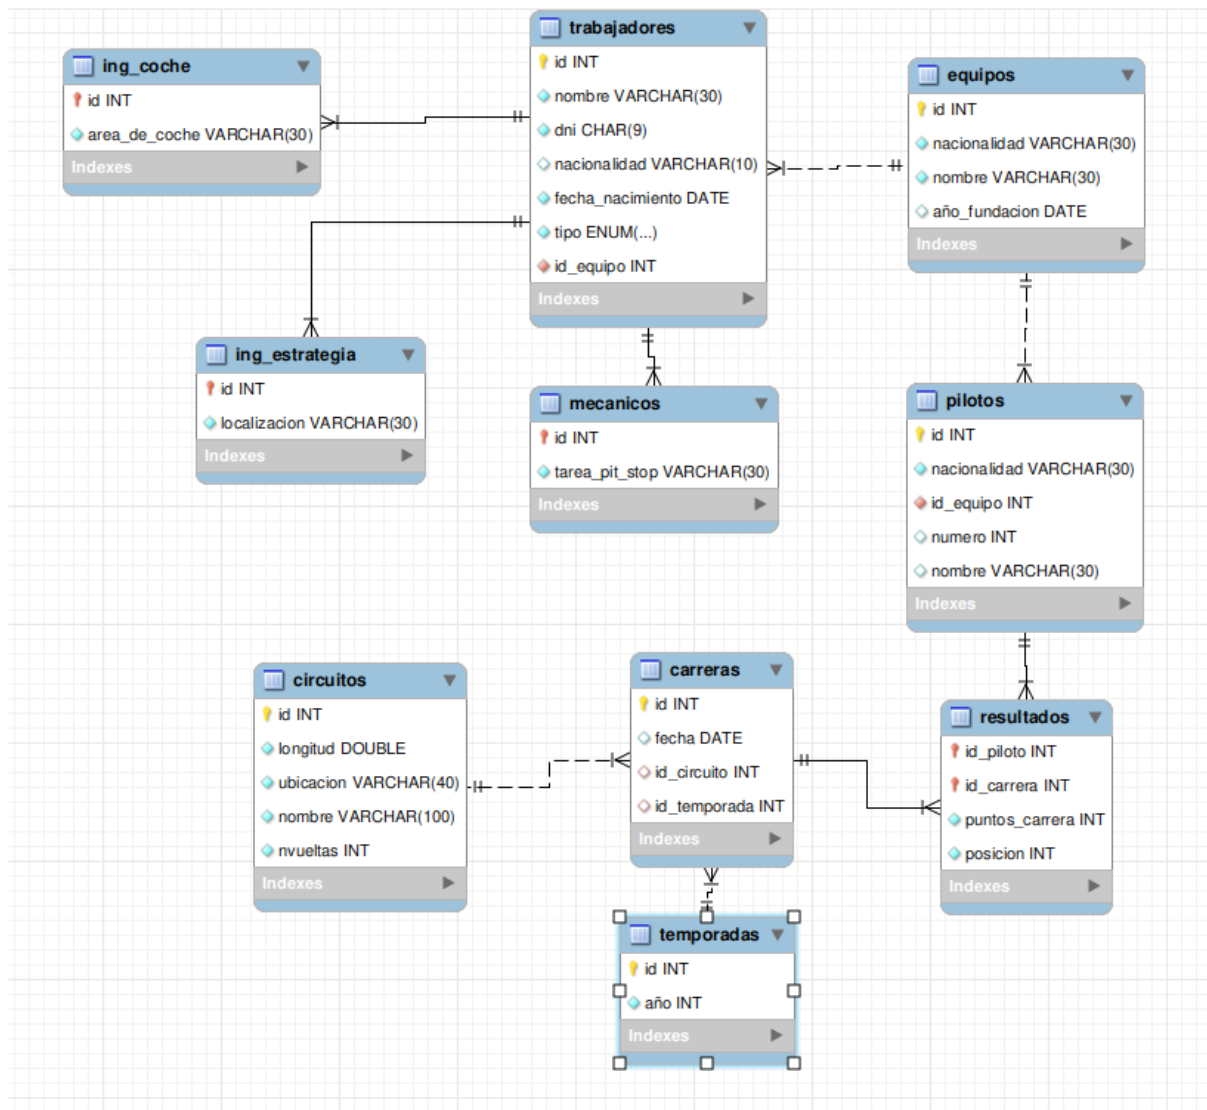 trabajadores
id INT
nombre VARCHAR(30)
dni CHAR(9)
nacionalidad VARCHAR(10)
fecha_nacimiento DATE
tipo ENUM(...)
id_equipo INT
Indexes
ing_coche
id INT
area_de_coche VARCHAR(30)
Indexes
equipos
id INT
nacionalidad VARCHAR(30)
nombre VARCHAR(30)
año_fundacion DATE
Indexes
ing_estrategia
id INT
localizacion VARCHAR(30)
Indexes
mecanicos
id INT
tarea_pit_stop VARCHAR(30)
Indexes
pilotos
id INT
nacionalidad VARCHAR(30)
id_equipo INT
numero INT
nombre VARCHAR(30)
Indexes
circuitos
id INT
longitud DOUBLE
ubicacion VARCHAR(40)
nombre VARCHAR(100)
nvueltas INT
Indexes
carreras
id INT
fecha DATE
id_circuito INT
id_temporada INT
Indexes
resultados
id_piloto INT
id_carrera INT
puntos_carrera INT
posicion INT
Indexes
temporadas
id INT
año INT
Indexes